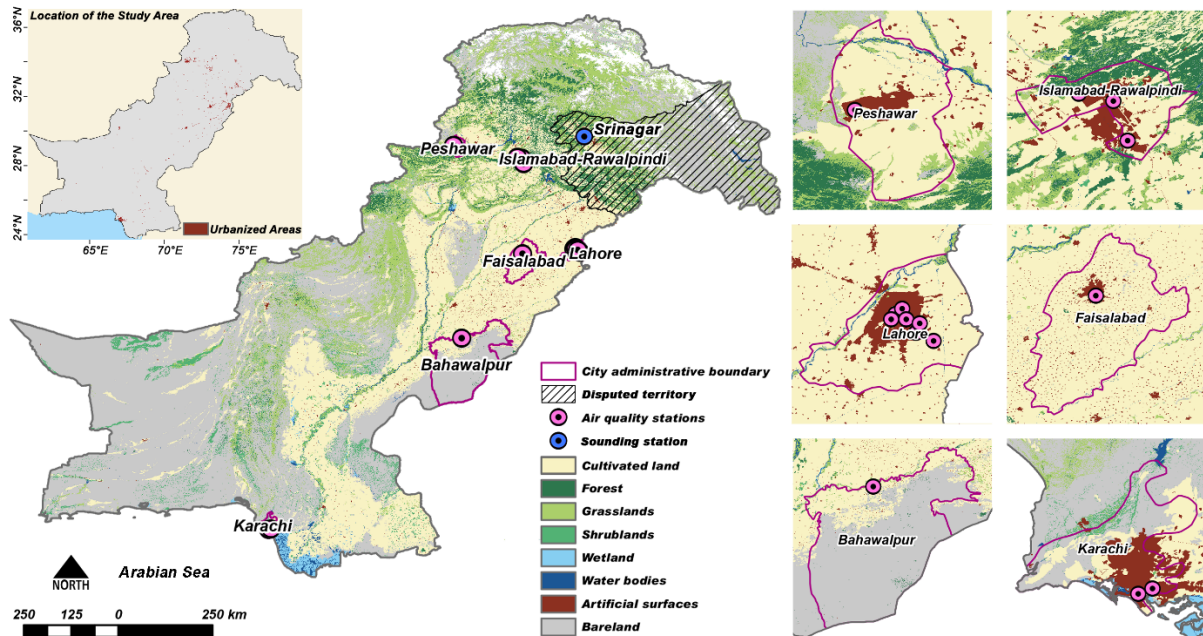 Location of the Study Area
36°N
32°N
28°N
24°N
65°E
70°E
75°E
Urbanized Areas
Peshawar
Srinagar
Islamabad-Rawalpindi
Faisalabad
Lahore
Bahawalpur
Karachi
Arabian Sea
NORTH
250 125 0 250 km
City administrative boundary
Disputed territory
Air quality stations
Sounding station
Cultivated land
Forest
Grasslands
Shrublands
Wetland
Water bodies
Artificial surfaces
Bareland
Peshawar
Islamabad-Rawalpindi
Lahore
Faisalabad
Bahawalpur
Karachi